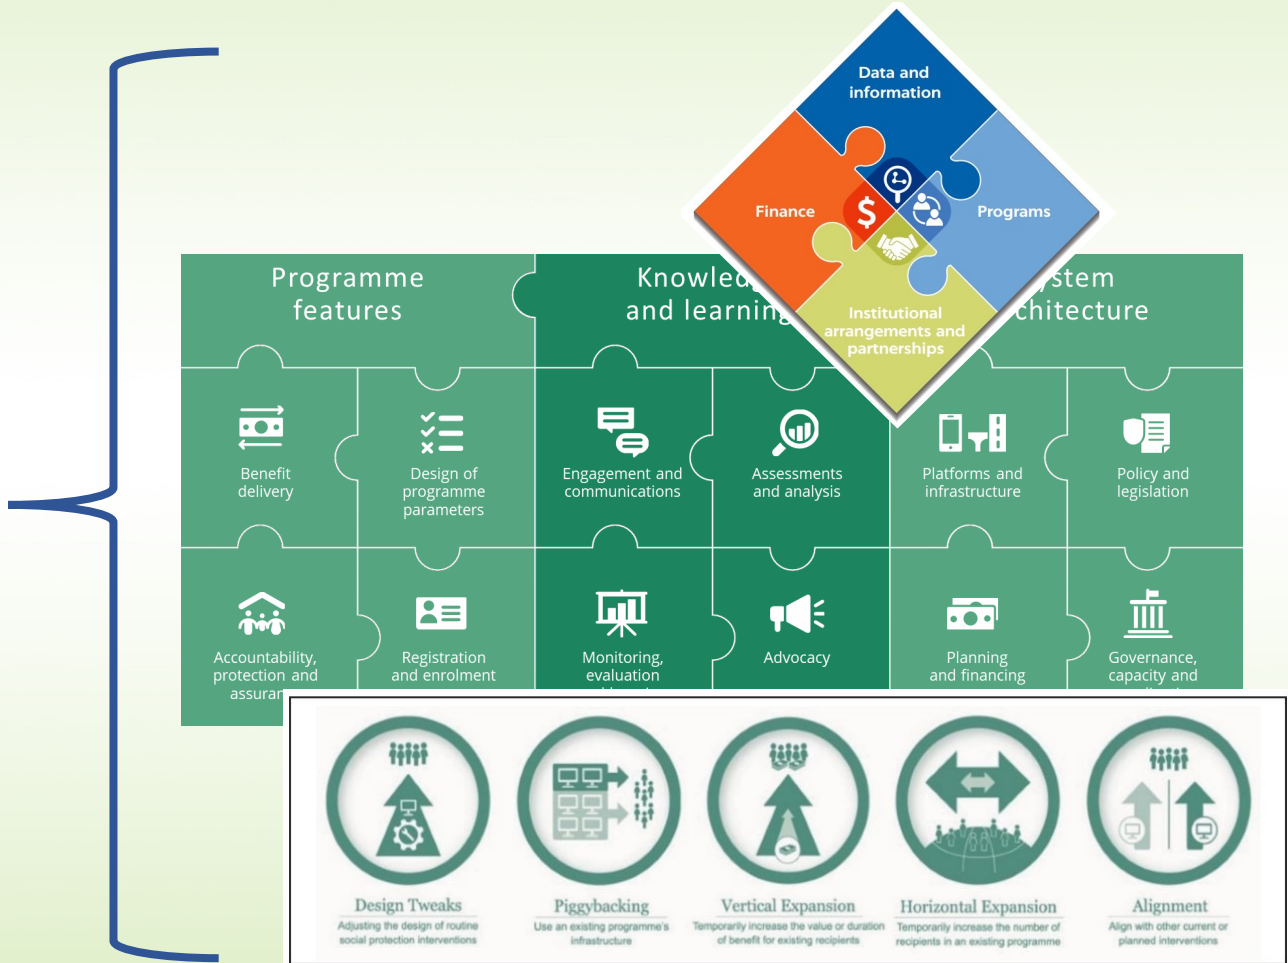 Data and
information
Finance
Programs
Institutional
arrangements and
partnerships
Programme
features
and learning
Benefit
delivery
Design of
programme
parameters
Engagement and
communications
Assessments
and analysis
Platforms and
infrastructure
Policy and
legislation
Accountability,
protection and
Registration
and enrolment
Monitoring,
evaluation
Advocacy
Planning
and financing
Governance,
capacity and
Design Tweaks
Adjusting the design of routine
social protection interventions
Piggybacking
Use an existing programme's
infrastructure
Vertical Expansion
Temporarily increase the value or duration
of benefit for existing recipients
Horizontal Expansion
Temporarily increase the number of
recipients in an existing programme
Alignment
Align with other current or
planned interventions